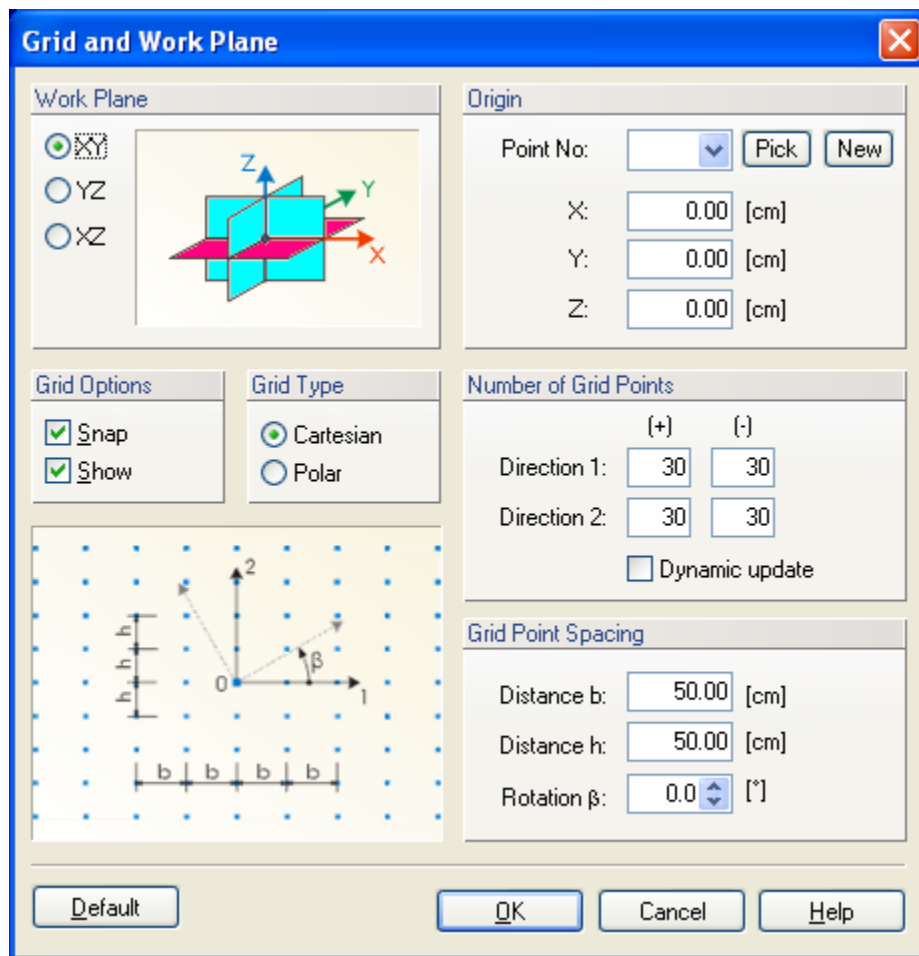 Grid and Work Plane
Work Plane
XY
YZ
XZ
Z
Y
X
Origin
Point No:
Pick
New
X: 0.00 [cm]
Y: 0.00 [cm]
Z: 0.00 [cm]
Grid Options
Snap
Show
Grid Type
Cartesian
Polar
Number of Grid Points
(+) (-)
Direction 1: 30 30
Direction 2: 30 30
Dynamic update
2
h
h
h
β
0
1
b b b b
Grid Point Spacing
Distance b: 50.00 [cm]
Distance h: 50.00 [cm]
Rotation β: 0.0 [°]
Default
OK
Cancel
Help